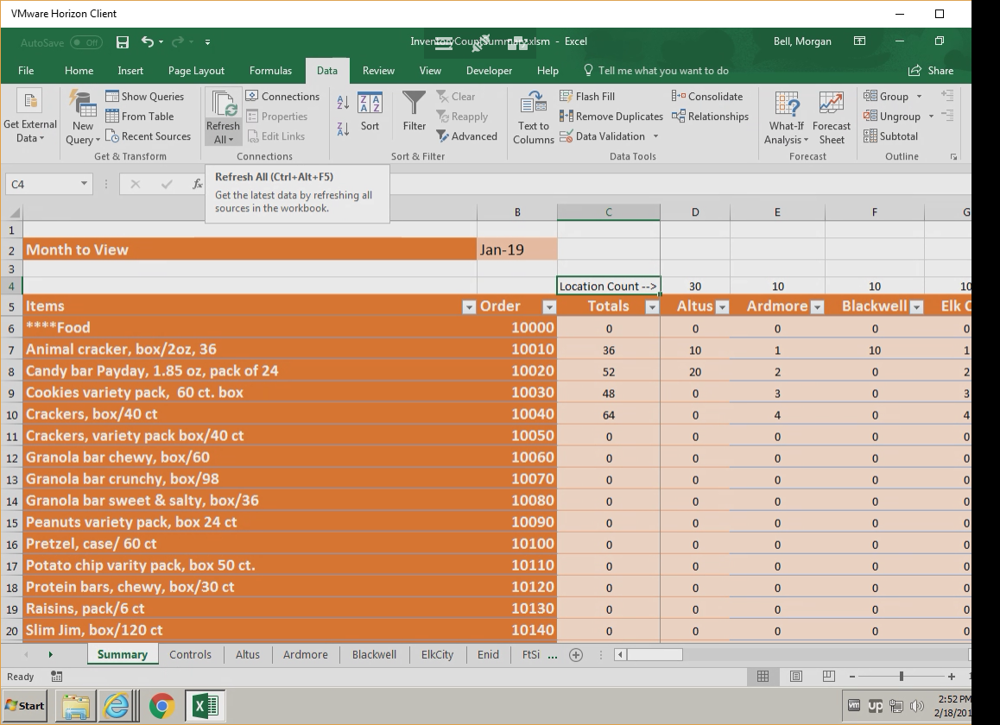 VMware Horizon Client
AutoSave Off InventoryCountSummary.xlsm - Excel Bell, Morgan
File Home Insert Page Layout Formulas Data Review View Developer Help Tell me what you want to do Share
Get External Data
New Query
Show Queries
From Table
Recent Sources
Get & Transform
Refresh All
Connections
Properties
Edit Links
Connections
Sort
Filter
Clear
Reapply
Advanced
Sort & Filter
Text to Columns
Flash Fill
Remove Duplicates
Data Validation
Consolidate
Relationships
Data Tools
What-If Analysis
Forecast Sheet
Forecast
Group
Ungroup
Subtotal
Outline
C4 fx
Refresh All (Ctrl+Alt+F5)
Get the latest data by refreshing all
sources in the workbook.
B C D E F G
1
2 Month to View Jan-19
3
4 Location Count --> 30 10 10 10
5 Items Order Totals Altus Ardmore Blackwell Elk C
6 ****Food 10000 0 0 0 0 0
7 Animal cracker, box/2oz, 36 10010 36 10 1 10 1
8 Candy bar Payday, 1.85 oz, pack of 24 10020 52 20 2 0 2
9 Cookies variety pack, 60 ct. box 10030 48 0 3 0 3
10 Crackers, box/40 ct 10040 64 0 4 0 4
11 Crackers, variety pack box/40 ct 10050 0 0 0 0 0
12 Granola bar chewy, box/60 10060 0 0 0 0 0
13 Granola bar crunchy, box/98 10070 0 0 0 0 0
14 Granola bar sweet & salty, box/36 10080 0 0 0 0 0
15 Peanuts variety pack, box 24 ct 10090 0 0 0 0 0
16 Pretzel, case/ 60 ct 10100 0 0 0 0 0
17 Potato chip varity pack, box 50 ct. 10110 0 0 0 0 0
18 Protein bars, chewy, box/30 ct 10120 0 0 0 0 0
19 Raisins, pack/6 ct 10130 0 0 0 0 0
20 Slim Jim, box/120 ct 10140 0 0 0 0 0
Summary Controls Altus Ardmore Blackwell ElkCity Enid FtSi ...
Ready
Start 2:52 PM
2/18/201